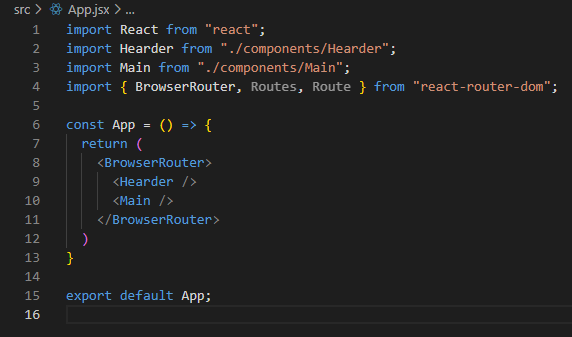 src > App.jsx ...
1 import React from "react";
2 import Hearder from "./components/Hearder";
3 import Main from "./components/Main";
4 import { BrowserRouter, Routes, Route } from "react-router-dom";
5
6 const App = () => {
7   return (
8     <BrowserRouter>
9       <Hearder />
10       <Main />
11     </BrowserRouter>
12   )
13 }
14
15 export default App;
16